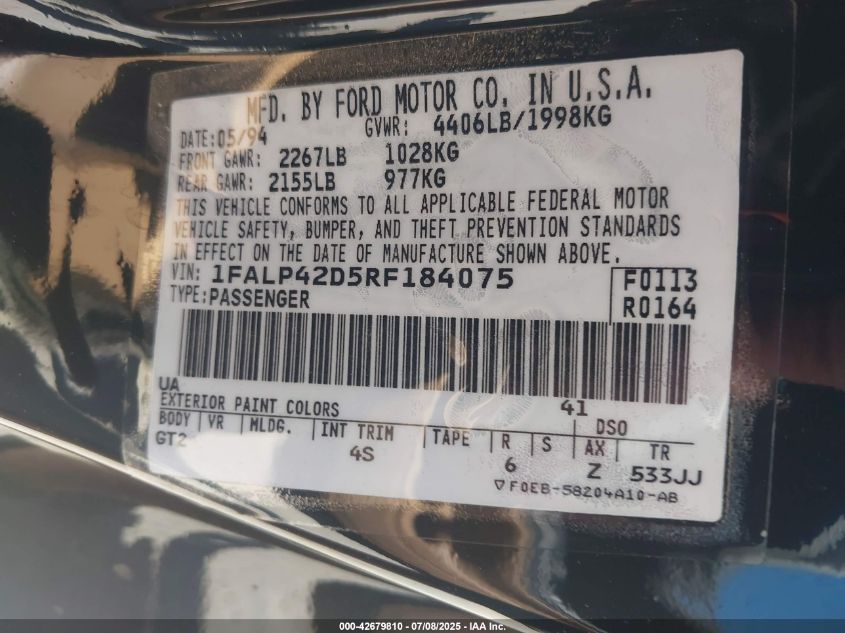 MFD. BY FORD MOTOR CO. IN U.S.A.
DATE: 05/94 GVWR: 4406LB/1998KG
FRONT GAWR: 2267LB 1028KG
REAR GAWR: 2155LB 977KG
THIS VEHICLE CONFORMS TO ALL APPLICABLE FEDERAL MOTOR
VEHICLE SAFETY, BUMPER, AND THEFT PREVENTION STANDARDS
IN EFFECT ON THE DATE OF MANUFACTURE SHOWN ABOVE.
VIN: 1FALP42D5RF184075 F0113
TYPE: PASSENGER R0164
UA 41
EXTERIOR PAINT COLORS DSO
BODY VR MLDG. INT TRIM TAPE R S AX TR
GT2 4S 6 Z 533JJ
▽F0EB-58204A10-AB
000-42679810 - 07/08/2025 - IAA Inc.